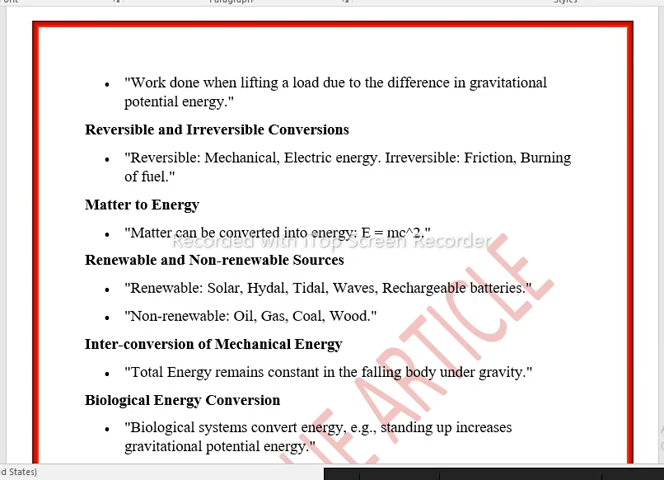 Paragraph
Styles
• "Work done when lifting a load due to the difference in gravitational
potential energy."
Reversible and Irreversible Conversions
• "Reversible: Mechanical, Electric energy. Irreversible: Friction, Burning
of fuel."
Matter to Energy
• "Matter can be converted into energy: E = mc^2."
Recorded with iTop Screen Recorder
Renewable and Non-renewable Sources
• "Renewable: Solar, Hydal, Tidal, Waves, Rechargeable batteries."
• "Non-renewable: Oil, Gas, Coal, Wood."
Inter-conversion of Mechanical Energy
• "Total Energy remains constant in the falling body under gravity."
Biological Energy Conversion
• "Biological systems convert energy, e.g., standing up increases
gravitational potential energy."
ARTICLE
ed States)